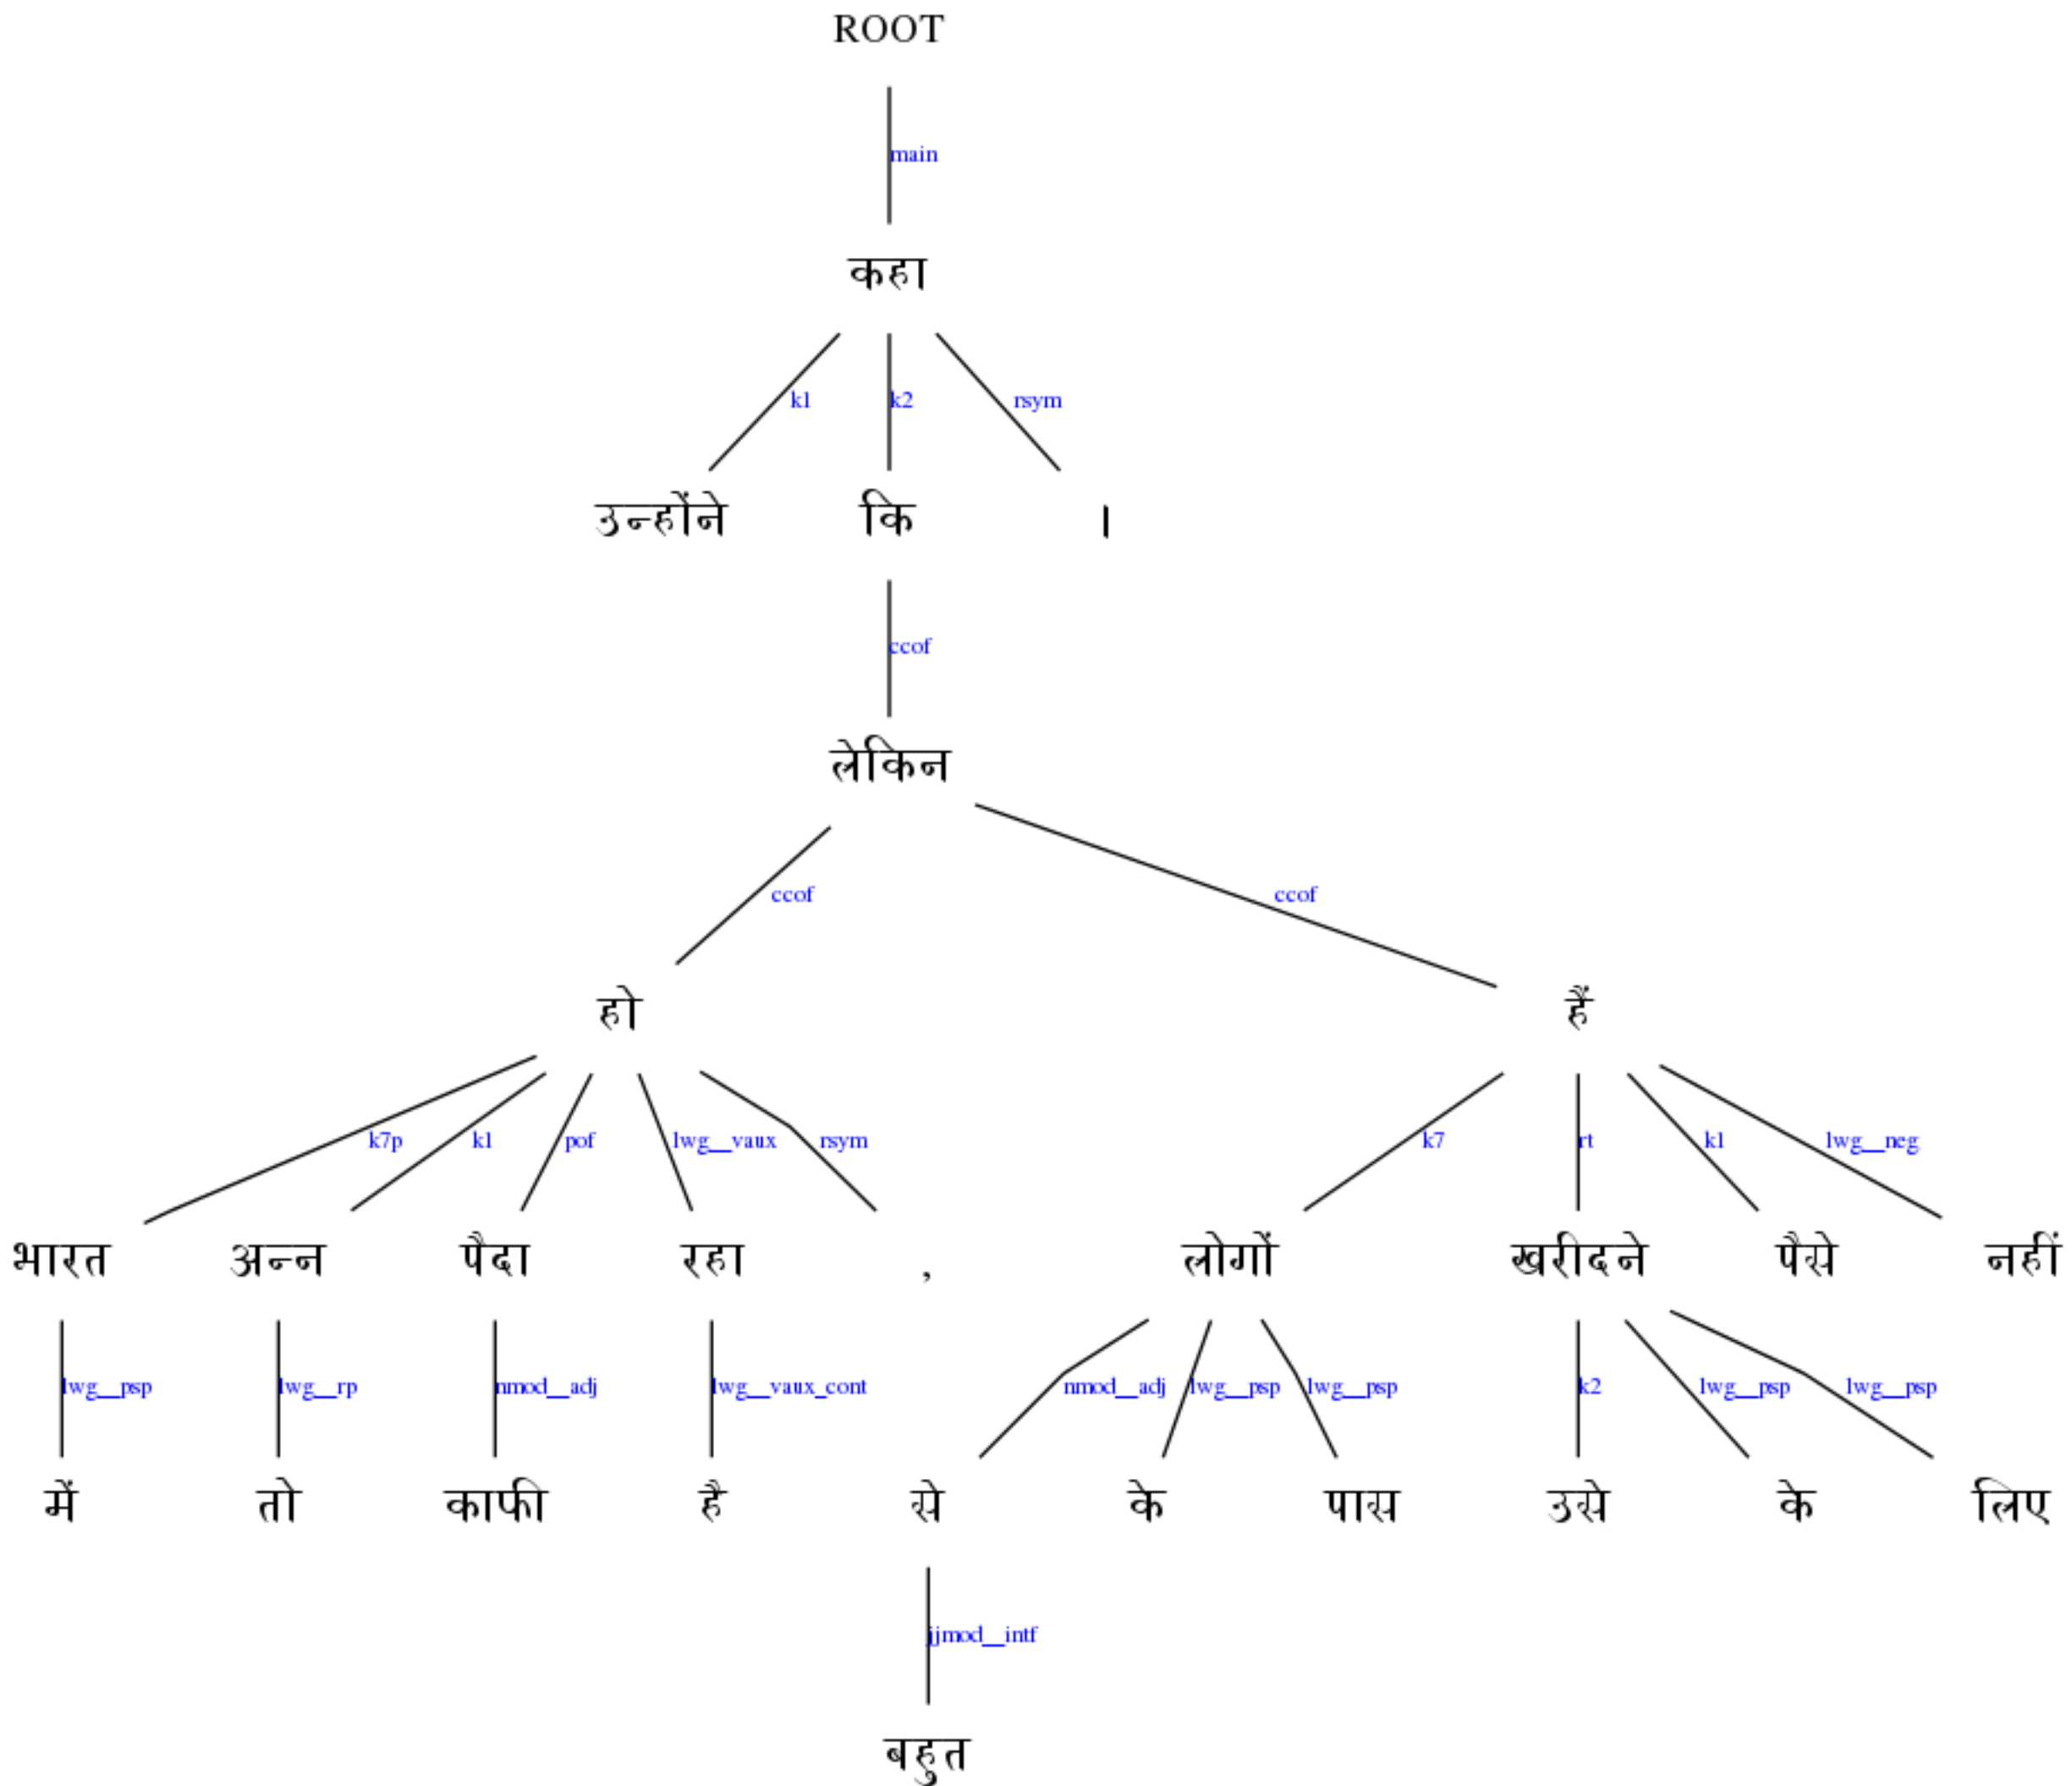 ROOT
main
कहा
k1 k2 rsym
उन्होंने कि ।
ccof
लेकिन
ccof ccof
हो हैं
k7p k1 pof lwg__vaux rsym k7 rt k1 lwg__neg
भारत अन्न पैदा रहा , लोगों खरीदने पैसे नहीं
lwg__psp lwg__rp nmod__adj lwg__vaux_cont nmod__adj lwg__psp lwg__psp k2 lwg__psp lwg__psp
में तो काफी है से के पास उसे के लिए
jjmod__intf
बहुत